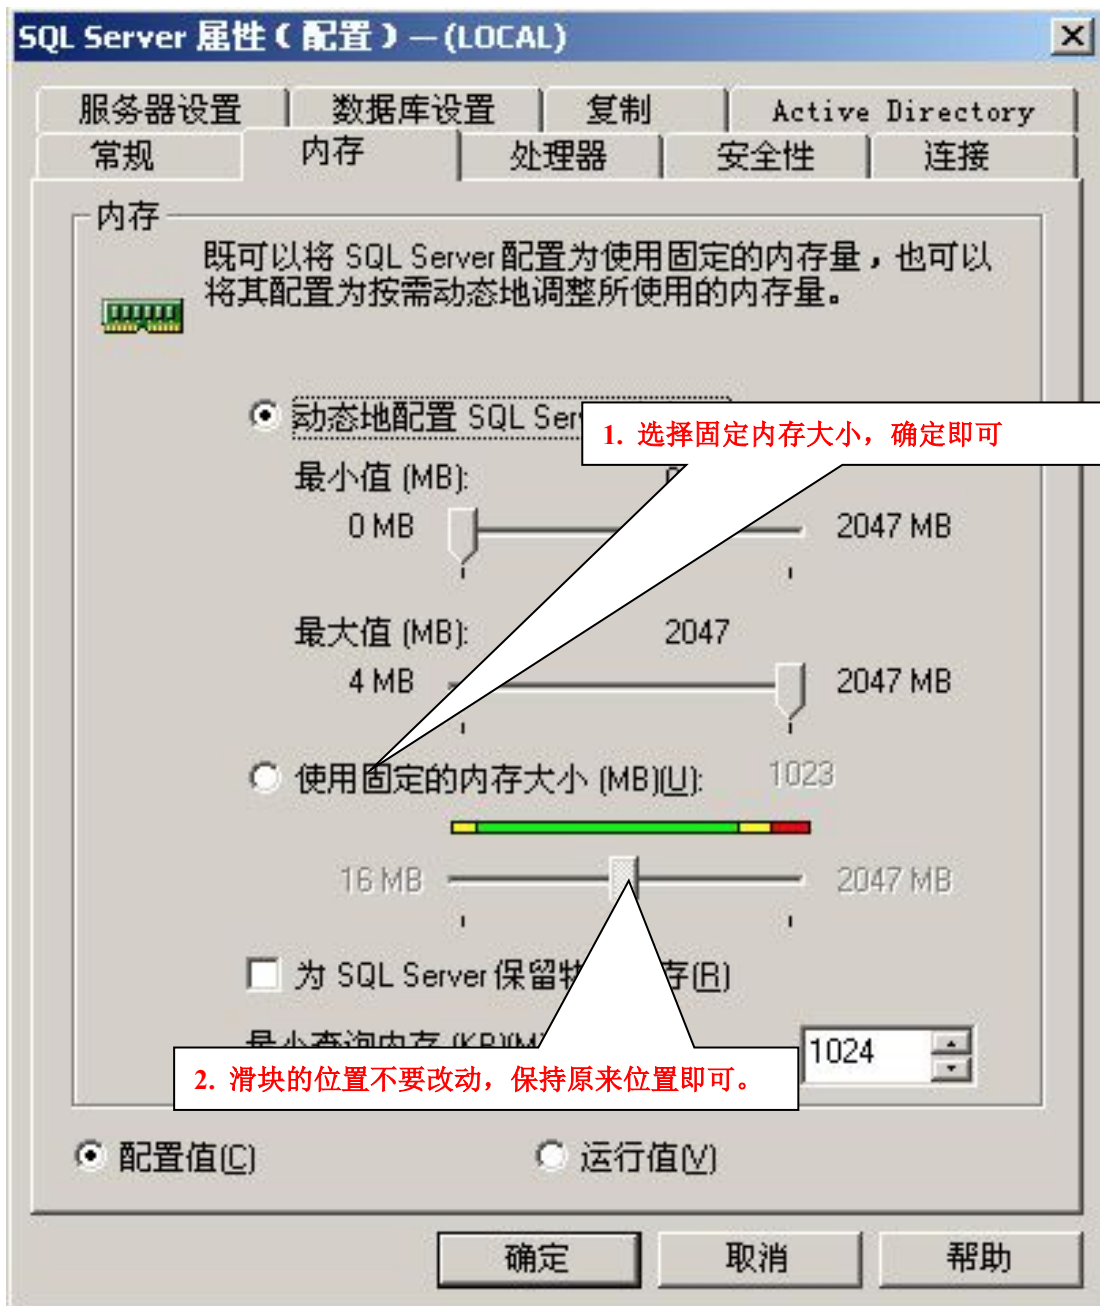 SQL Server 属性(配置) — (LOCAL)
服务器设置 数据库设置 复制 Active Directory
常规 内存 处理器 安全性 连接
内存
既可以将 SQL Server 配置为使用固定的内存量,也可以
将其配置为按需动态地调整所使用的内存量。
动态地配置 SQL Ser
1. 选择固定内存大小，确定即可
最小值 (MB):
0 MB 2047 MB
最大值 (MB): 2047
4 MB 2047 MB
使用固定的内存大小 (MB)(U): 1023
16 MB 2047 MB
为 SQL Server 保留物 存(R)
最小查询内存 (KB)(M) 1024
2. 滑块的位置不要改动，保持原来位置即可。
配置值(C) 运行值(V)
确定 取消 帮助